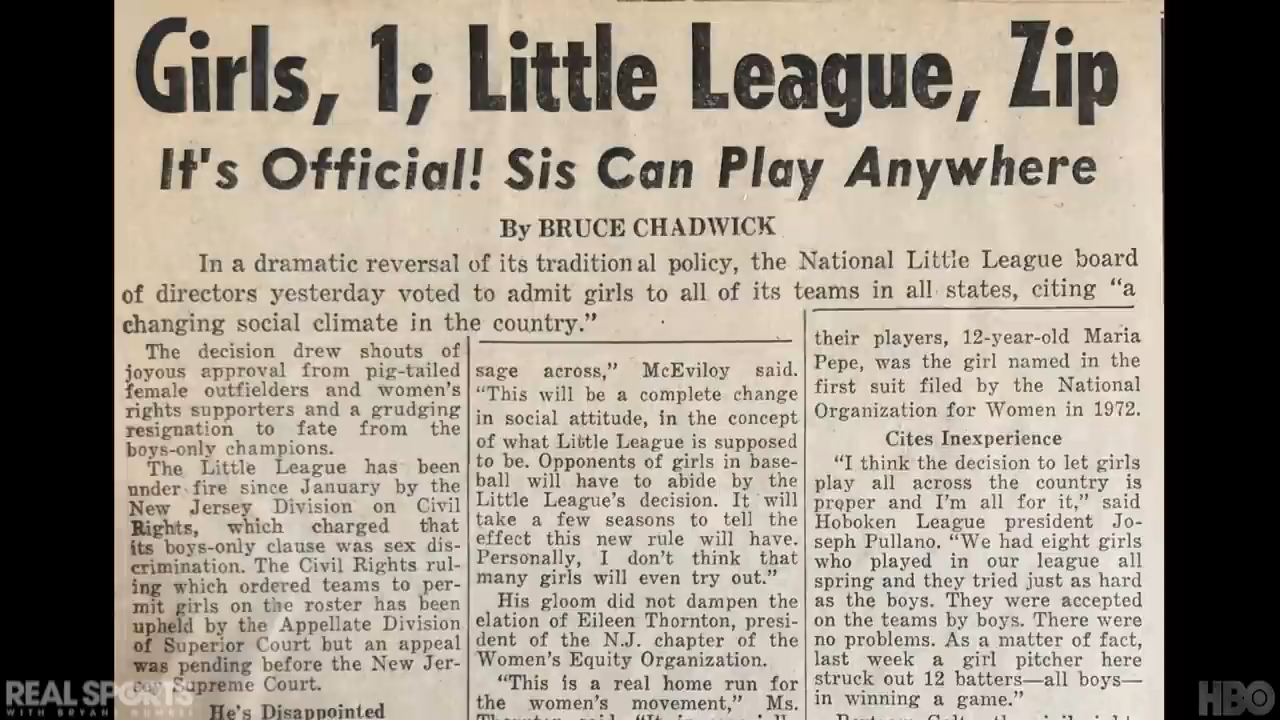 Girls, 1; Little League, Zip
It's Official! Sis Can Play Anywhere
By BRUCE CHADWICK
In a dramatic reversal of its traditional policy, the National Little League board
of directors yesterday voted to admit girls to all of its teams in all states, citing “a
changing social climate in the country.”
The decision drew shouts of
joyous approval from pig-tailed
female outfielders and women's
rights supporters and a grudging
resignation to fate from the
boys-only champions.
The Little League has been
under fire since January by the
New Jersey Division on Civil
Rights, which charged that
its boys-only clause was sex dis-
crimination. The Civil Rights rul-
ing which ordered teams to per-
mit girls on the roster has been
upheld by the Appellate Division
of Superior Court but an appeal
was pending before the New Jer-
sey Supreme Court.
He's Disappointed
sage across,” McEviloy said.
“This will be a complete change
in social attitude, in the concept
of what Little League is supposed
to be. Opponents of girls in base-
ball will have to abide by the
Little League's decision. It will
take a few seasons to tell the
effect this new rule will have.
Personally, I don't think that
many girls will even try out.”
His gloom did not dampen the
elation of Eileen Thornton, presi-
dent of the N.J. chapter of the
Women's Equity Organization.
“This is a real home run for
the women's movement,” Ms.
their players, 12-year-old Maria
Pepe, was the girl named in the
first suit filed by the National
Organization for Women in 1972.
Cites Inexperience
“I think the decision to let girls
play all across the country is
proper and I'm all for it,” said
Hoboken League president Jo-
seph Pullano. “We had eight girls
who played in our league all
spring and they tried just as hard
as the boys. They were accepted
on the teams by boys. There were
no problems. As a matter of fact,
last week a girl pitcher here
struck out 12 batters—all boys—
in winning a game.”
REAL SPORTS
WITH BRYANT GUMBEL
HBO